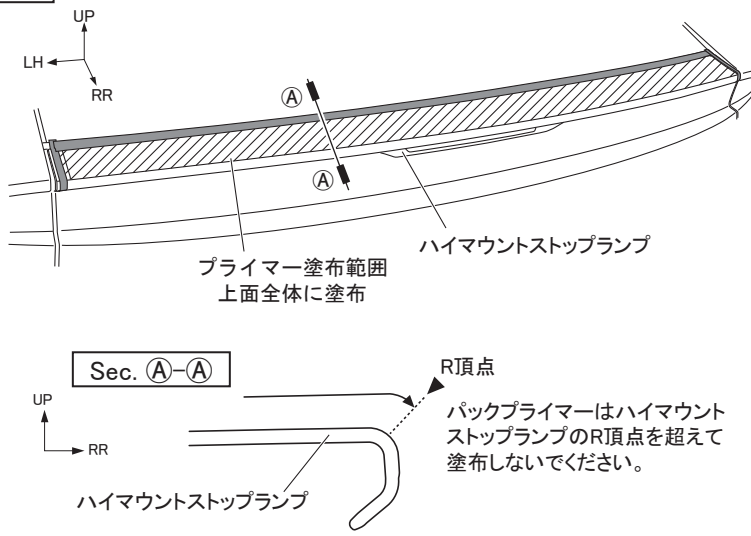 UP
LH
RR
Ⓐ
Ⓐ
ハイマウントストップランプ
プライマー塗布範囲
上面全体に塗布
Sec. Ⓐ-Ⓐ
R頂点
UP
RR
パックプライマーはハイマウント
ストップランプのR頂点を超えて
塗布しないでください。
ハイマウントストップランプ